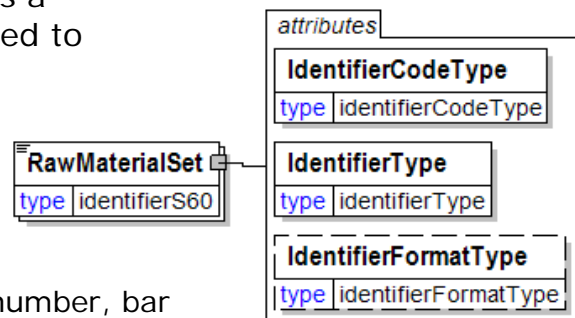 s a
ed to
attributes
IdentifierCodeType
type identifierCodeType
RawMaterialSet
type identifierS60
IdentifierType
type identifierType
IdentifierFormatType
type identifierFormatType
number, bar